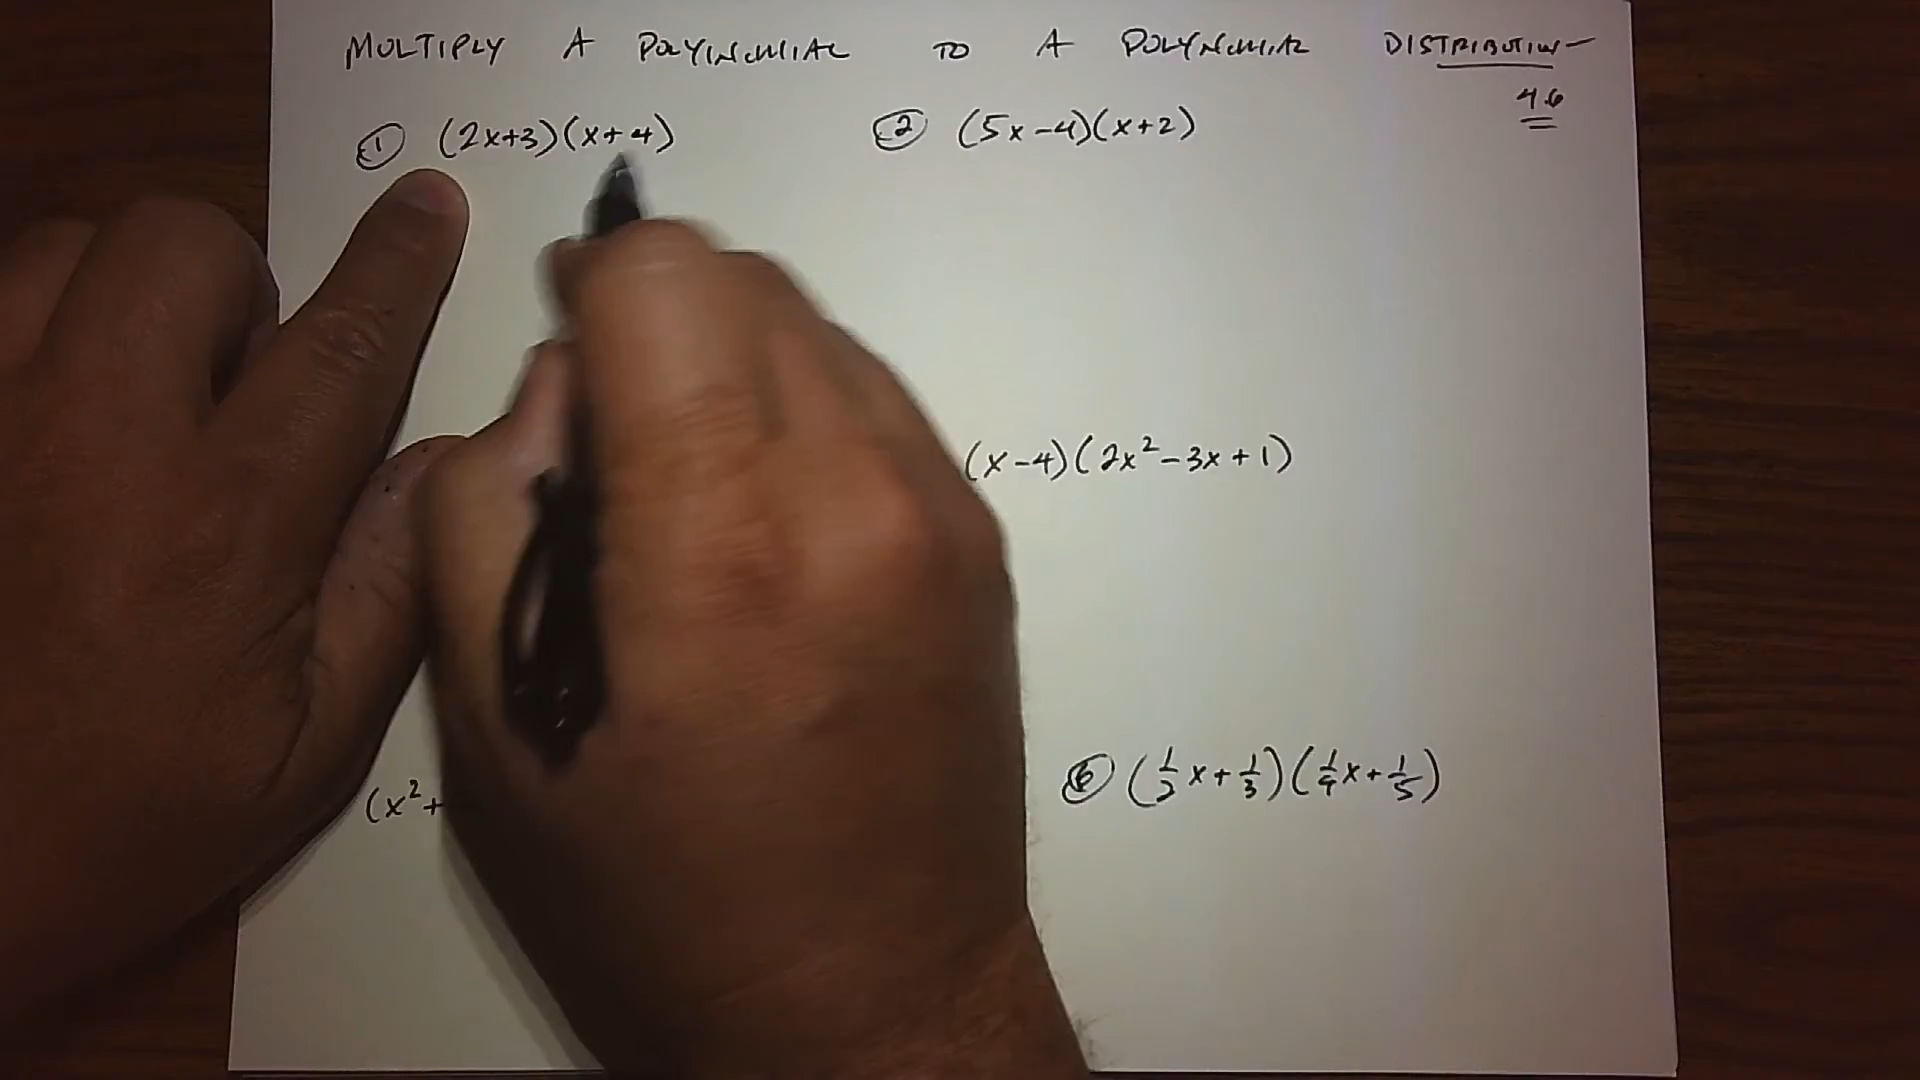 MULTIPLY A POLYINOMIAL TO A POLYNOMIAL DISTRIBUTION-
4.6
① (2x+3)(x+4)
② (5x-4)(x+2)
(x-4)(2x²-3x+1)
(x²+
⑥ (1/2x+1/3)(1/4x+1/5)